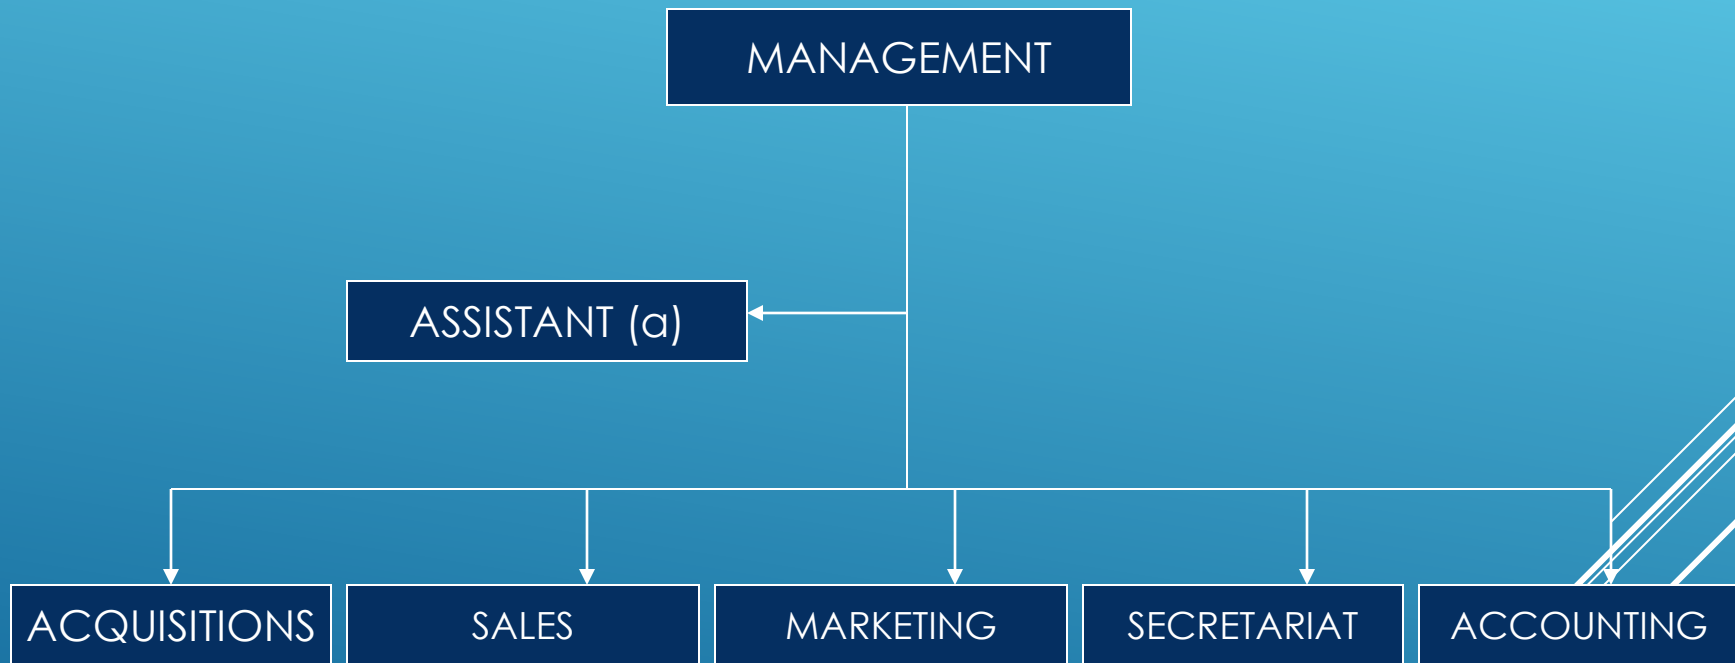 MANAGEMENT
ASSISTANT (a)
ACQUISITIONS
SALES
MARKETING
SECRETARIAT
ACCOUNTING